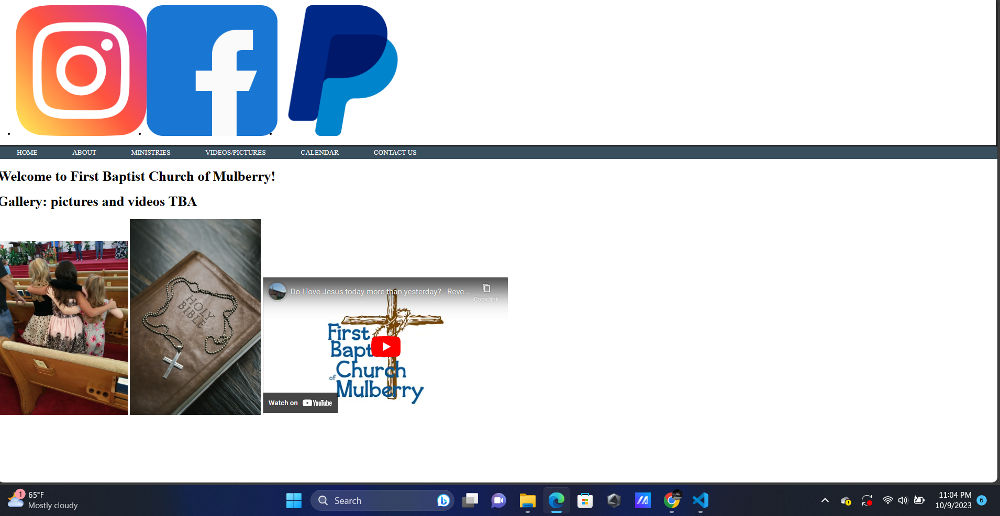 HOME ABOUT MINISTRIES VIDEOS/PICTURES CALENDAR CONTACT US
Welcome to First Baptist Church of Mulberry!
Gallery: pictures and videos TBA
HOLY
BIBLE
Do I love Jesus today more than yesterday? - Reve...
Copy link
First
Bapt
of Church
Mulberry
Watch on YouTube
1
65°F
Mostly cloudy
Search
11:04 PM
10/9/2023
6